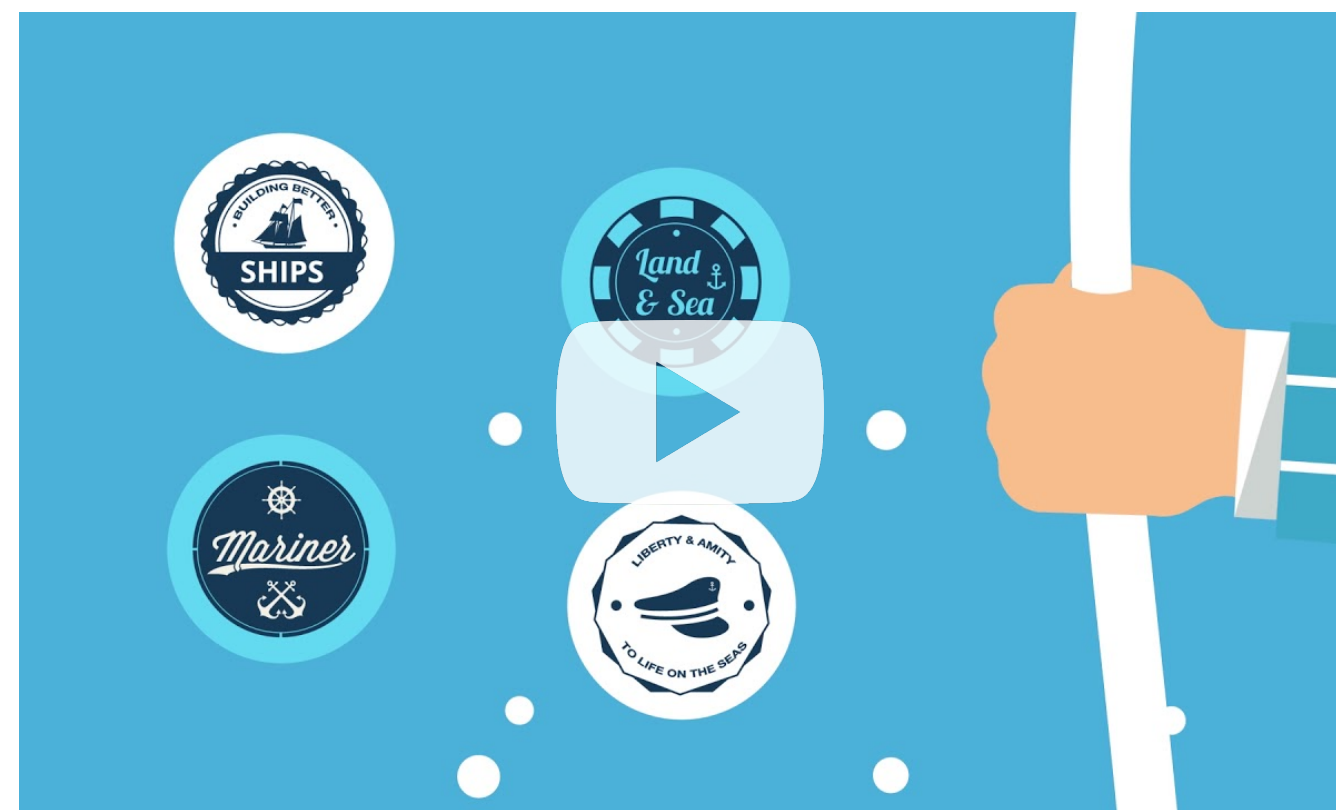 BUILDING BETTER
SHIPS
Land
& Sea
Mariner
LIBERTY & AMITY
TO LIFE ON THE SEAS